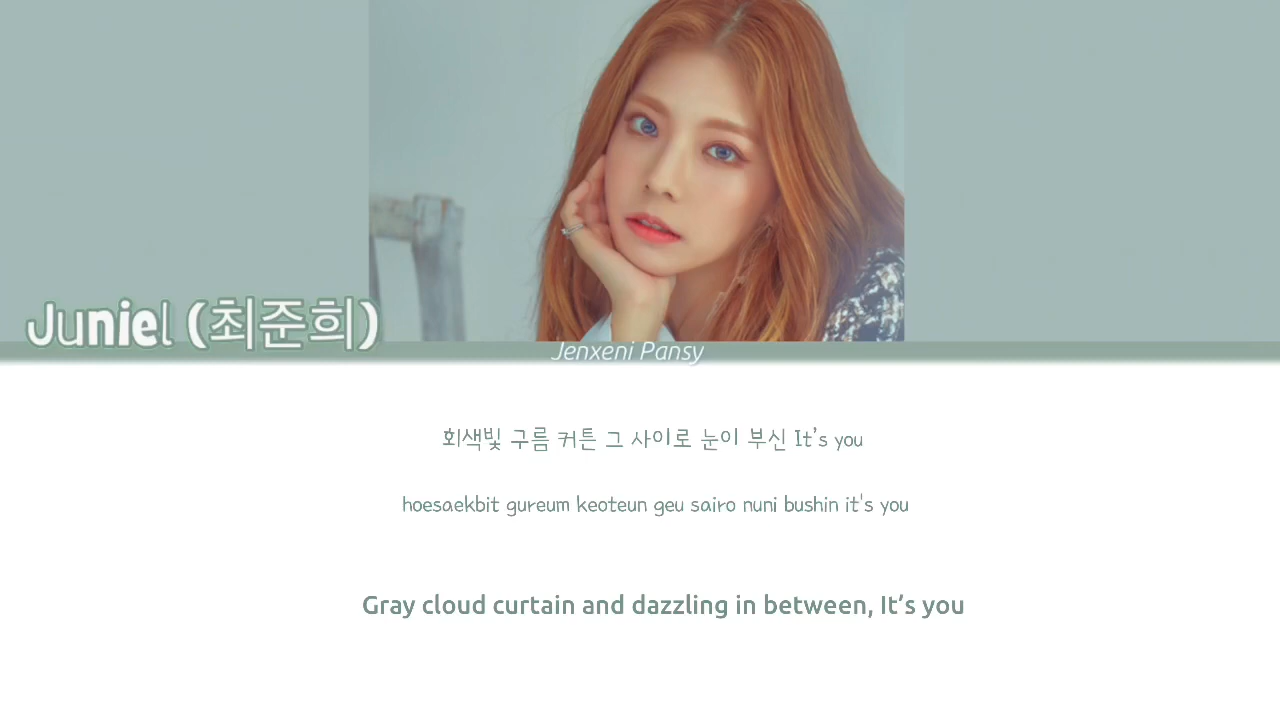 Juniel (최준희)
Jenxeni Pansy
회색빛 구름 커튼 그 사이로 눈이 부신 It’s you
hoesaekbit gureum keoteun geu sairo nuni bushin it's you
Gray cloud curtain and dazzling in between, It’s you